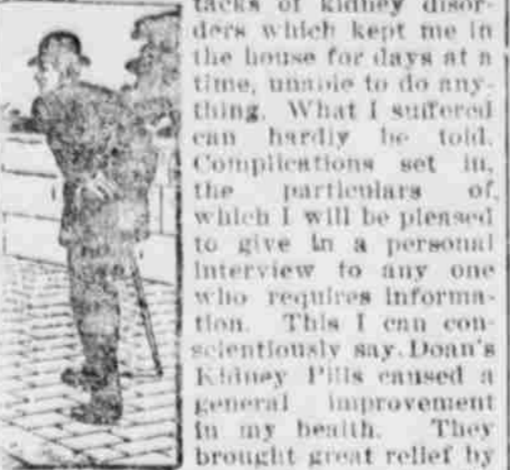 tacks of kidney disor-
ders which kept me in
the house for days at a
time, unable to do any-
thing. What I suffered
can hardly be told.
Complications set in,
the particulars of
which I will be pleased
to give in a personal
interview to any one
who requires informa-
tion. This I can con-
scientiously say, Doan's
Kidney Pills caused a
general improvement
in my health. They
brought great relief by